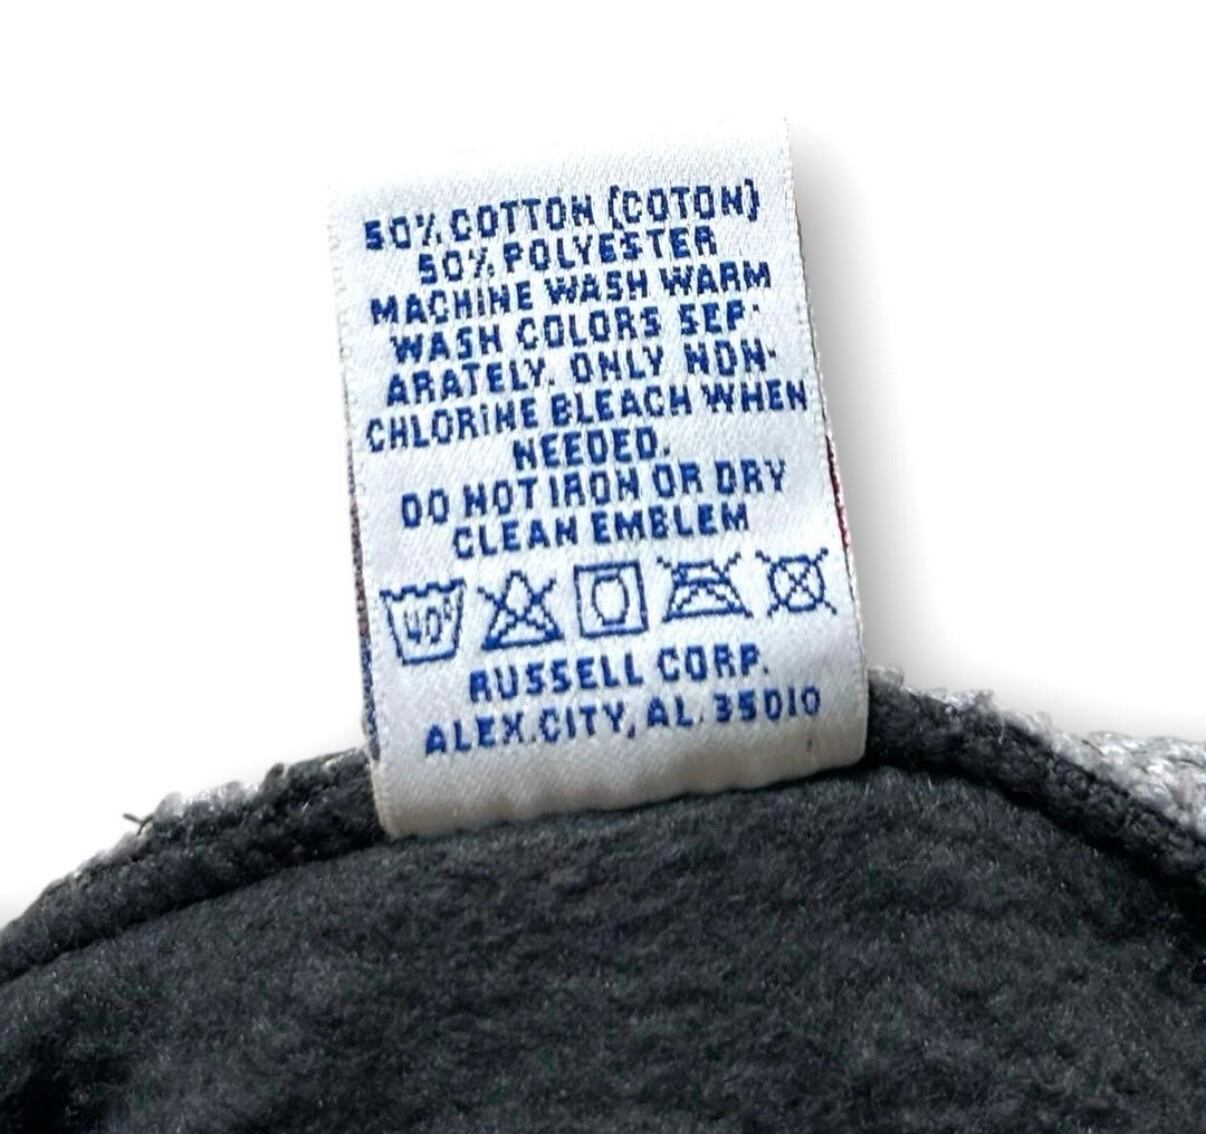 50% COTTON (COTON)
50% POLYESTER
MACHINE WASH WARM
WASH COLORS SEP-
ARATELY. ONLY NON-
CHLORINE BLEACH WHEN
NEEDED.
DO NOT IRON OR DRY
CLEAN EMBLEM
40°
RUSSELL CORP.
ALEX.CITY, AL. 35010